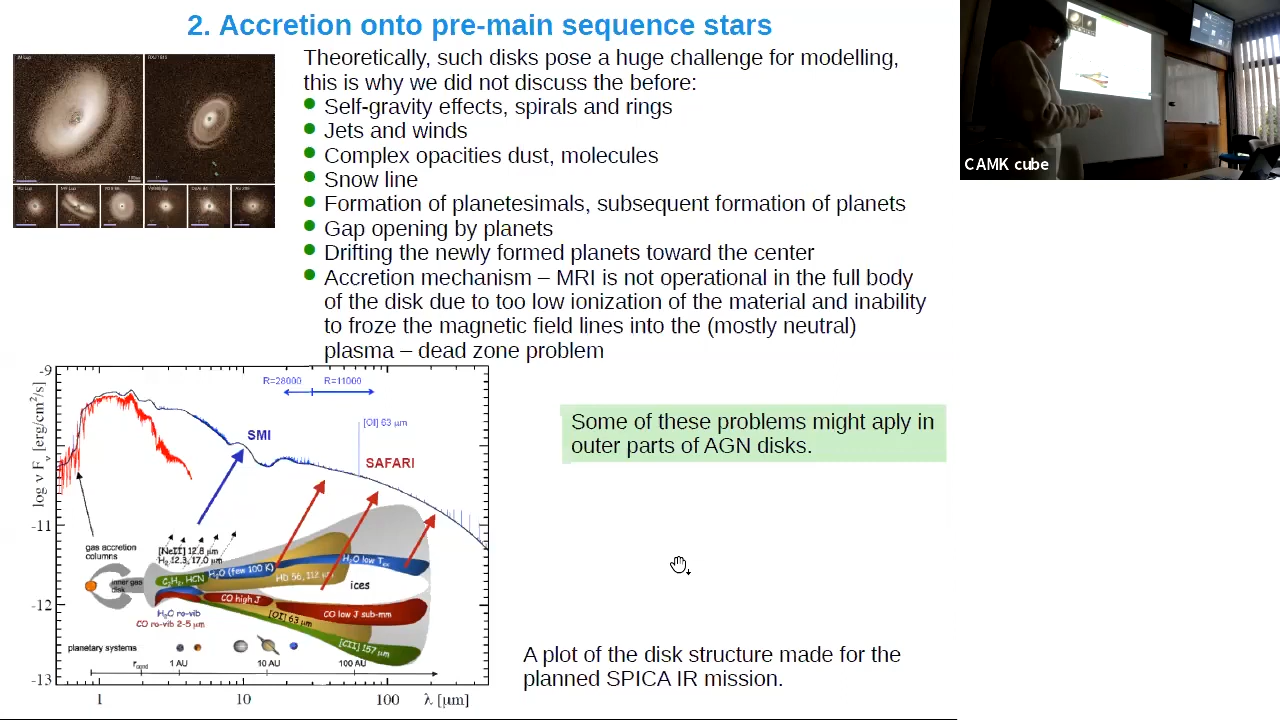 2. Accretion onto pre-main sequence stars
Theoretically, such disks pose a huge challenge for modelling,
this is why we did not discuss the before:
Self-gravity effects, spirals and rings
Jets and winds
Complex opacities dust, molecules
Snow line
Formation of planetesimals, subsequent formation of planets
Gap opening by planets
Drifting the newly formed planets toward the center
Accretion mechanism – MRI is not operational in the full body
of the disk due to too low ionization of the material and inability
to froze the magnetic field lines into the (mostly neutral)
plasma – dead zone problem
CAMK cube
-9
R=28000 R=11000
[OI] 63 μm
SMI
SAFARI
log ν Fν [erg/cm²/s]
-11
gas accretion
columns
[NeII] 12.8 μm
H₂ 12.3, 17.0 μm
inner gas
disk
C₂H₂, HCN
H₂O (few 100 K)
H₂O low Tex
HD 56, 112 μm
ices
-12
CO high J
CO low J sub-mm
H₂O ro-vib
CO ro-vib 2-5 μm
[OI] 63 μm
[CII] 157 μm
planetary systems
1 AU
10 AU
100 AU
-13
1 10 100 λ [μm]
Some of these problems might aply in
outer parts of AGN disks.
A plot of the disk structure made for the
planned SPICA IR mission.